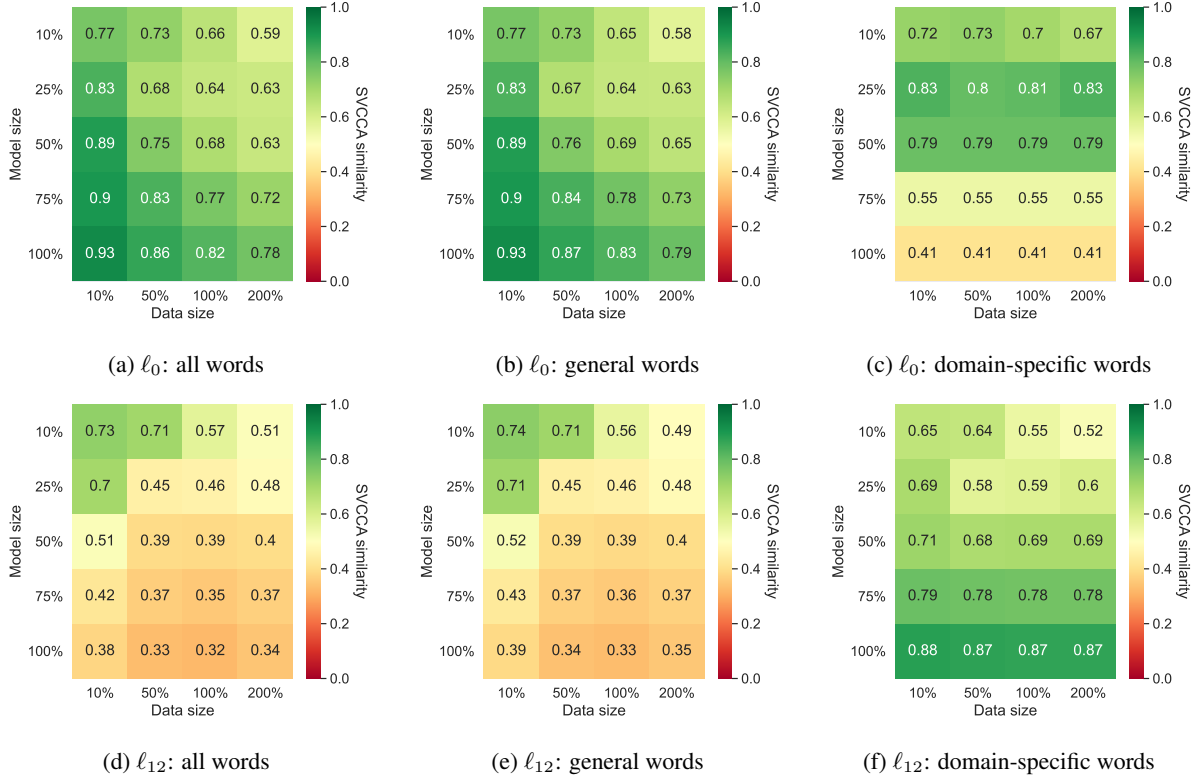 10% 0.77 0.73 0.66 0.59
25% 0.83 0.68 0.64 0.63
50% 0.89 0.75 0.68 0.63
75% 0.9 0.83 0.77 0.72
100% 0.93 0.86 0.82 0.78
10% 50% 100% 200%
Data size
Model size
1.0
0.8
0.6
0.4
0.2
0.0
SVCCA similarity
(a) ℓ₀: all words
10% 0.77 0.73 0.65 0.58
25% 0.83 0.67 0.64 0.63
50% 0.89 0.76 0.69 0.65
75% 0.9 0.84 0.78 0.73
100% 0.93 0.87 0.83 0.79
10% 50% 100% 200%
Data size
Model size
1.0
0.8
0.6
0.4
0.2
0.0
SVCCA similarity
(b) ℓ₀: general words
10% 0.72 0.73 0.7 0.67
25% 0.83 0.8 0.81 0.83
50% 0.79 0.79 0.79 0.79
75% 0.55 0.55 0.55 0.55
100% 0.41 0.41 0.41 0.41
10% 50% 100% 200%
Data size
Model size
1.0
0.8
0.6
0.4
0.2
0.0
SVCCA similarity
(c) ℓ₀: domain-specific words
10% 0.73 0.71 0.57 0.51
25% 0.7 0.45 0.46 0.48
50% 0.51 0.39 0.39 0.4
75% 0.42 0.37 0.35 0.37
100% 0.38 0.33 0.32 0.34
10% 50% 100% 200%
Data size
Model size
1.0
0.8
0.6
0.4
0.2
0.0
SVCCA similarity
(d) ℓ₁₂: all words
10% 0.74 0.71 0.56 0.49
25% 0.71 0.45 0.46 0.48
50% 0.52 0.39 0.39 0.4
75% 0.43 0.37 0.36 0.37
100% 0.39 0.34 0.33 0.35
10% 50% 100% 200%
Data size
Model size
1.0
0.8
0.6
0.4
0.2
0.0
SVCCA similarity
(e) ℓ₁₂: general words
10% 0.65 0.64 0.55 0.52
25% 0.69 0.58 0.59 0.6
50% 0.71 0.68 0.69 0.69
75% 0.79 0.78 0.78 0.78
100% 0.88 0.87 0.87 0.87
10% 50% 100% 200%
Data size
Model size
1.0
0.8
0.6
0.4
0.2
0.0
SVCCA similarity
(f) ℓ₁₂: domain-specific words